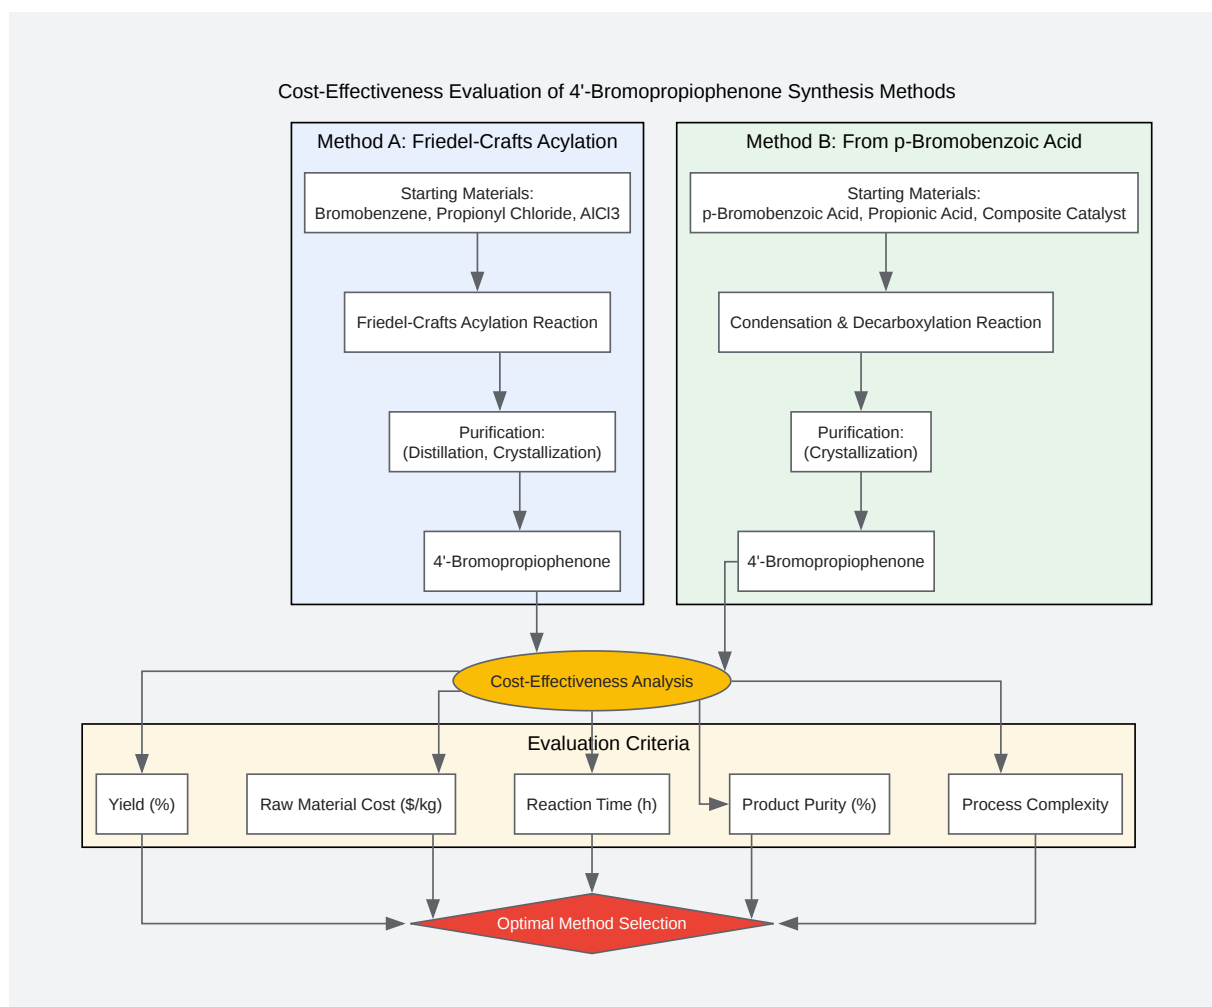 Cost-Effectiveness Evaluation of 4'-Bromopropiophenone Synthesis Methods
Method A: Friedel-Crafts Acylation
Starting Materials:
Bromobenzene, Propionyl Chloride, AlCl3
Friedel-Crafts Acylation Reaction
Purification:
(Distillation, Crystallization)
4'-Bromopropiophenone
Method B: From p-Bromobenzoic Acid
Starting Materials:
p-Bromobenzoic Acid, Propionic Acid, Composite Catalyst
Condensation & Decarboxylation Reaction
Purification:
(Crystallization)
4'-Bromopropiophenone
Cost-Effectiveness Analysis
Evaluation Criteria
Yield (%)
Raw Material Cost ($/kg)
Reaction Time (h)
Product Purity (%)
Process Complexity
Optimal Method Selection